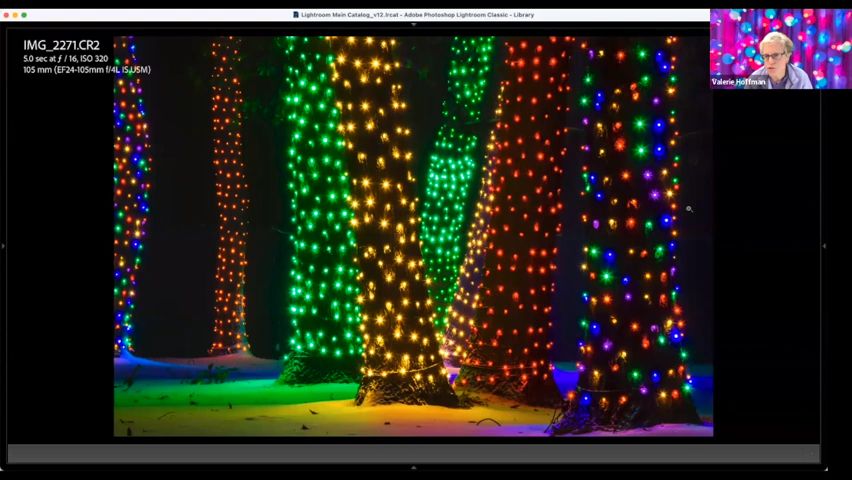 Lightroom Main Catalog_v12.lrcat - Adobe Photoshop Lightroom Classic - Library
IMG_2271.CR2
5.0 sec at ƒ / 16, ISO 320
105 mm (EF24-105mm f/4L IS USM)
Valerie Hoffman